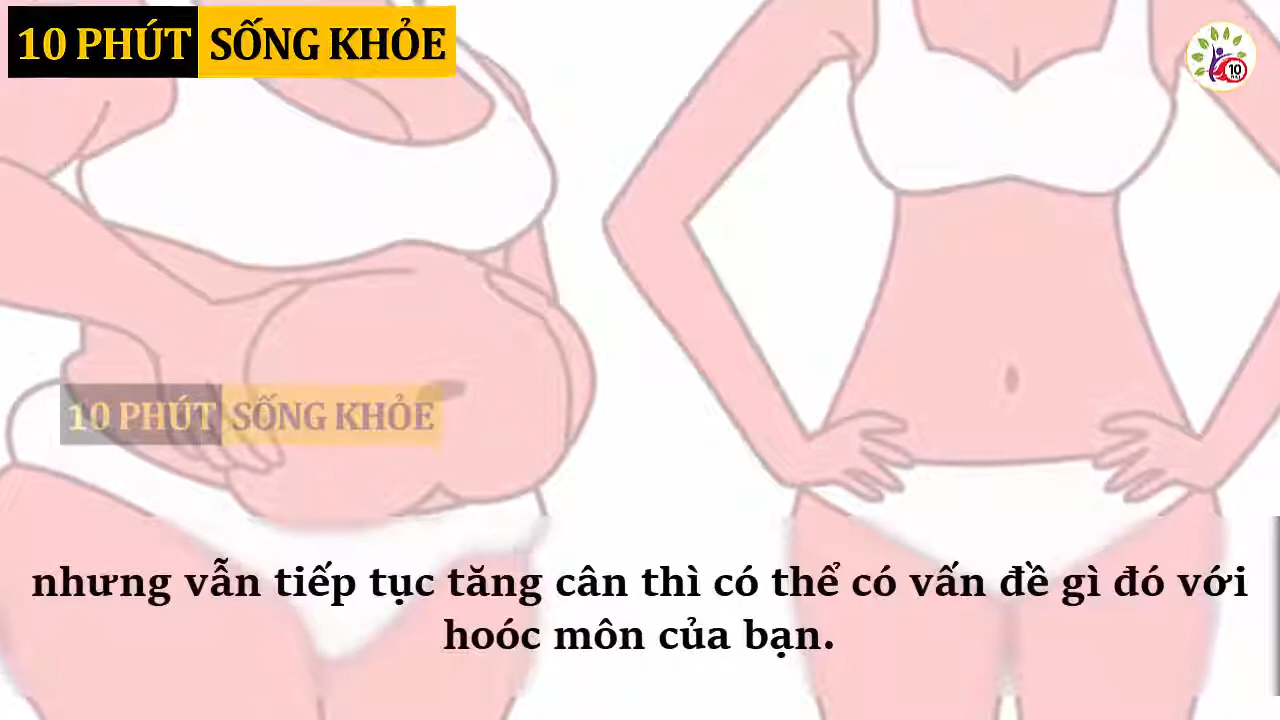 10 PHÚT SỐNG KHỎE
10
10 PHÚT SỐNG KHỎE
nhưng vẫn tiếp tục tăng cân thì có thể có vấn đề gì đó với
hoóc môn của bạn.